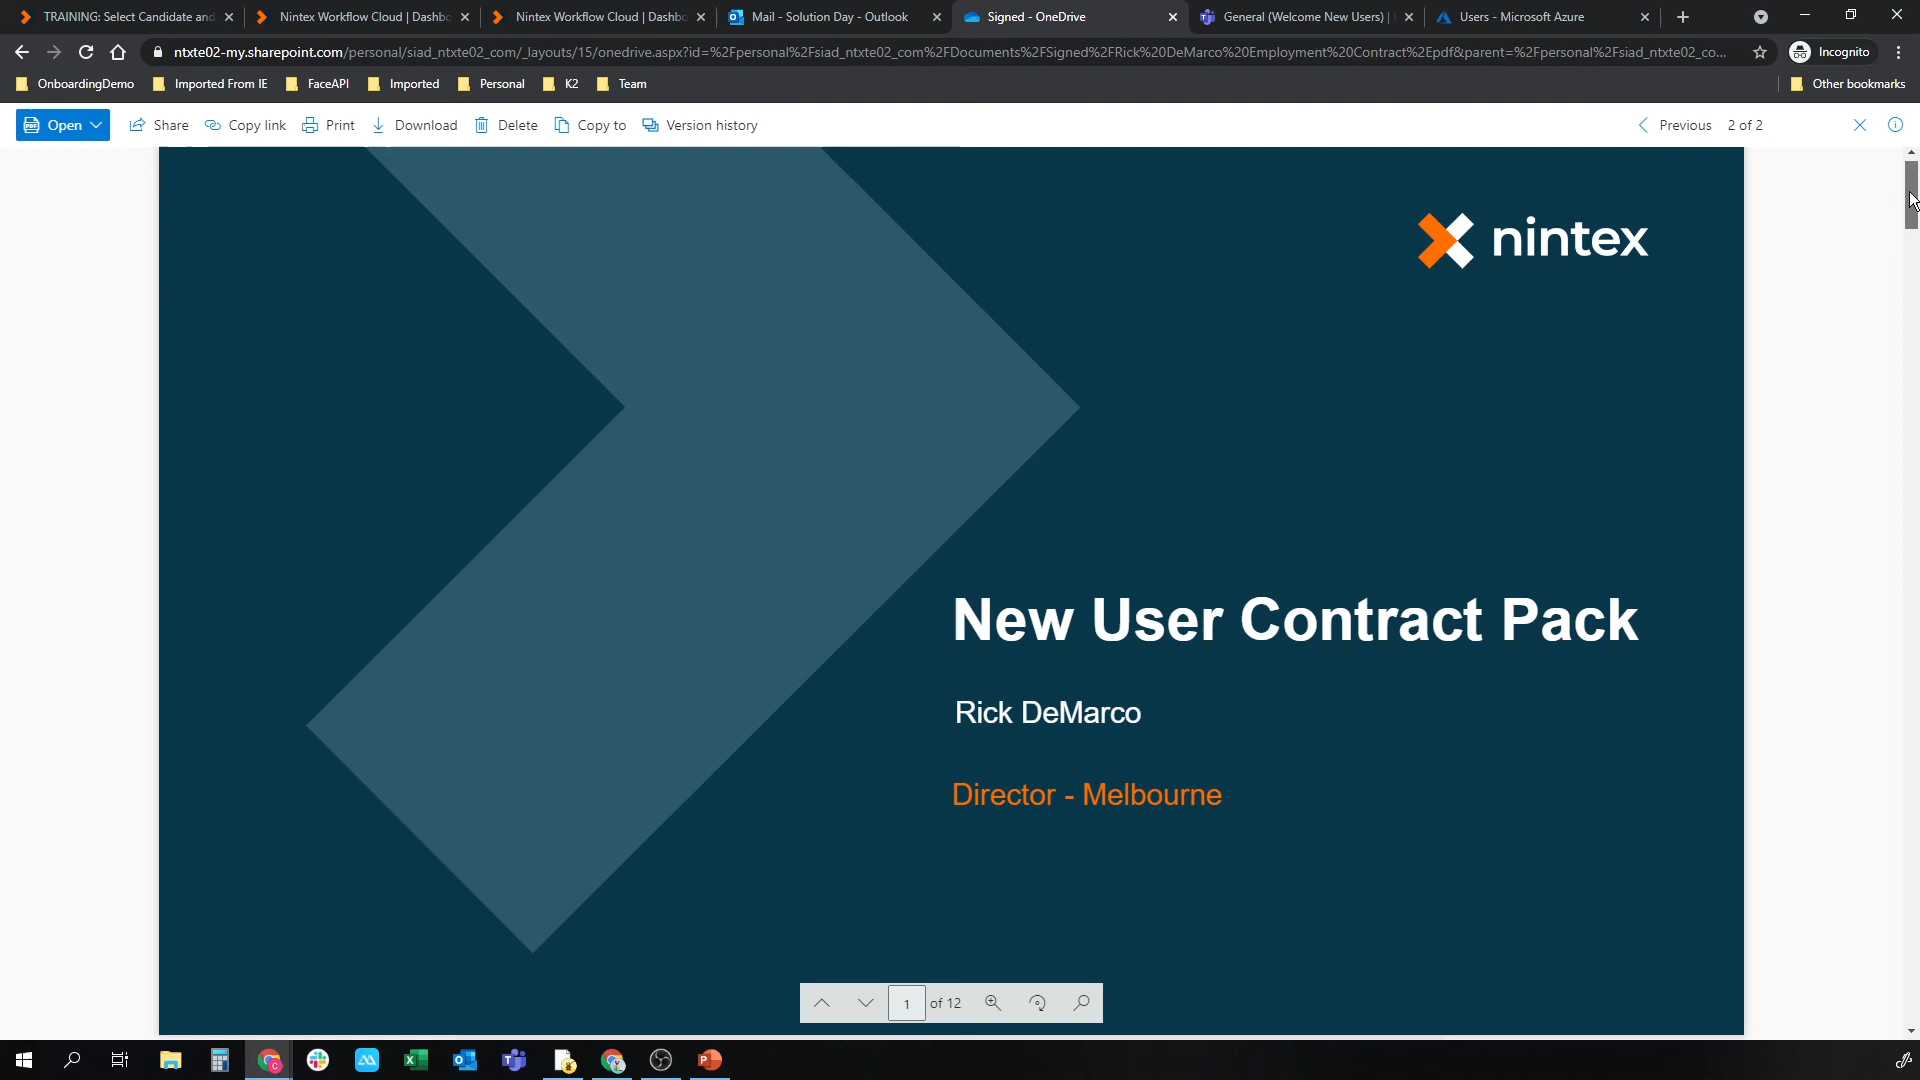 TRAINING: Select Candidate and
Nintex Workflow Cloud | Dashbo
Nintex Workflow Cloud | Dashbo
Mail - Solution Day - Outlook
Signed - OneDrive
General (Welcome New Users) |
Users - Microsoft Azure
ntxte02-my.sharepoint.com/personal/siad_ntxte02_com/_layouts/15/onedrive.aspx?id=%2Fpersonal%2Fsiad_ntxte02_com%2FDocuments%2FSigned%2FRick%20DeMarco%20Employment%20Contract%2Epdf&parent=%2Fpersonal%2Fsiad_ntxte02_co...
Incognito
OnboardingDemo
Imported From IE
FaceAPI
Imported
Personal
K2
Team
Other bookmarks
Open
Share
Copy link
Print
Download
Delete
Copy to
Version history
Previous
2 of 2
nintex
New User Contract Pack
Rick DeMarco
Director - Melbourne
1 of 12